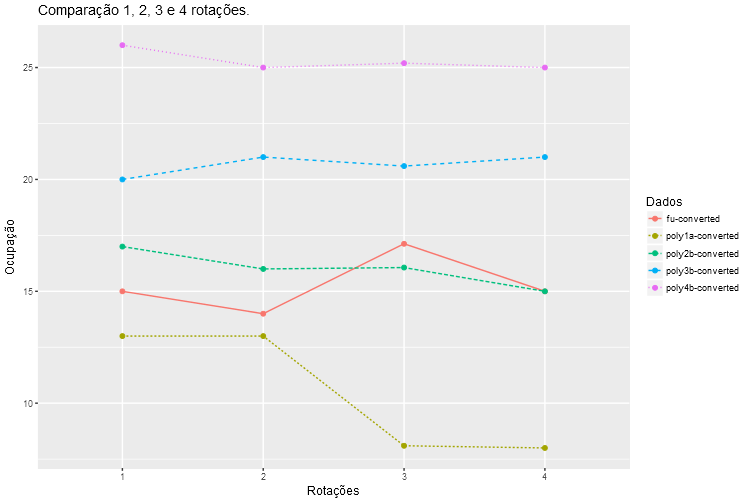 Comparação 1, 2, 3 e 4 rotações.
Ocupação
25
20
15
10
1 2 3 4
Rotações
Dados
fu-converted
poly1a-converted
poly2b-converted
poly3b-converted
poly4b-converted